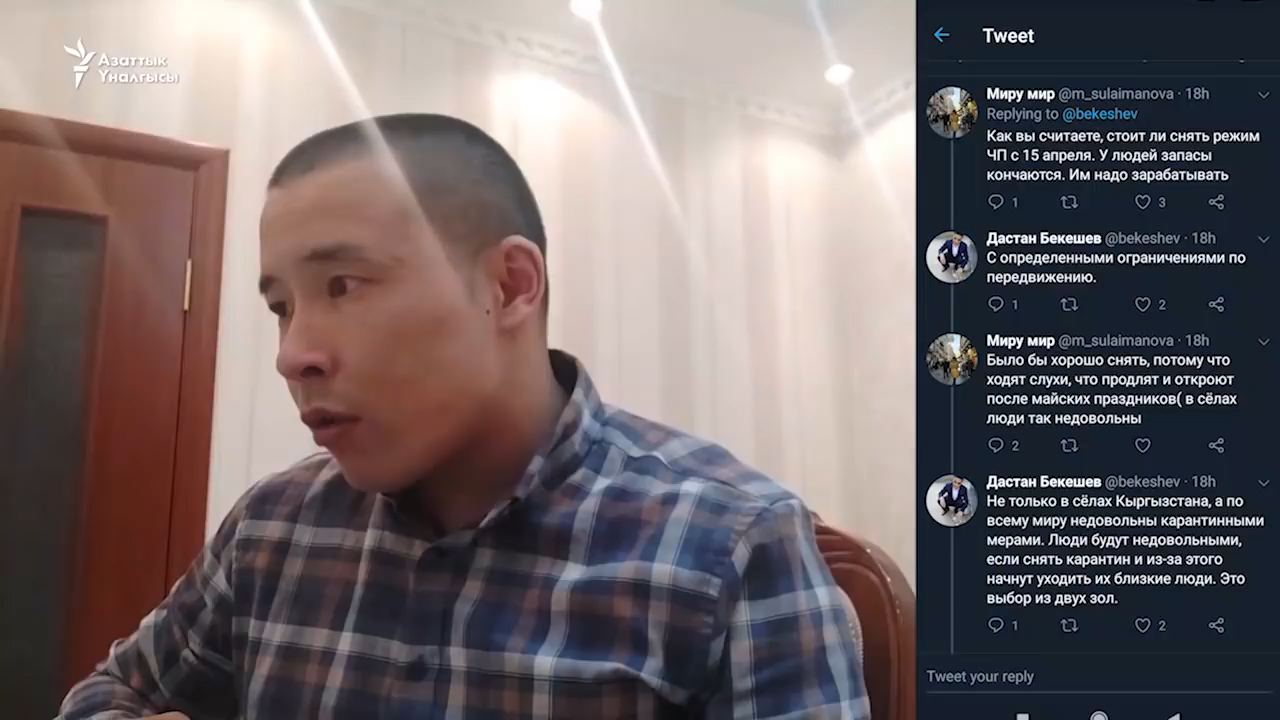 Азаттык
Үналгысы
Tweet
Миру мир @m_sulaimanova · 18h
Replying to @bekeshev
Как вы считаете, стоит ли снять режим
ЧП с 15 апреля. У людей запасы
кончаются. Им надо зарабатывать
1 3
Дастан Бекешев @bekeshev · 18h
С определенными ограничениями по
передвижению.
1 2
Миру мир @m_sulaimanova · 18h
Было бы хорошо снять, потому что
ходят слухи, что продлят и откроют
после майских праздников( в сёлах
люди так недовольны
2
Дастан Бекешев @bekeshev · 18h
Не только в сёлах Кыргызстана, а по
всему миру недовольны карантинными
мерами. Люди будут недовольными,
если снять карантин и из-за этого
начнут уходить их близкие люди. Это
выбор из двух зол.
1 2
Tweet your reply